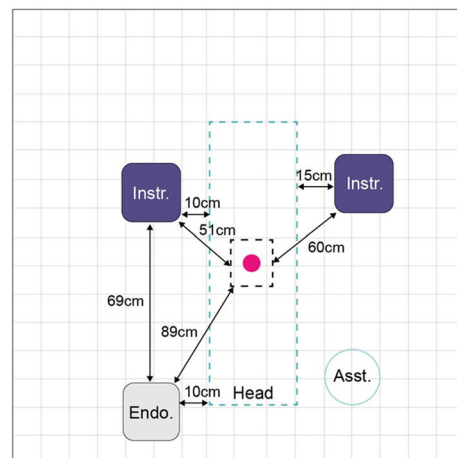 15cm
Instr.
Instr.
10cm
51cm
60cm
69cm
89cm
10cm
Head
Asst.
Endo.